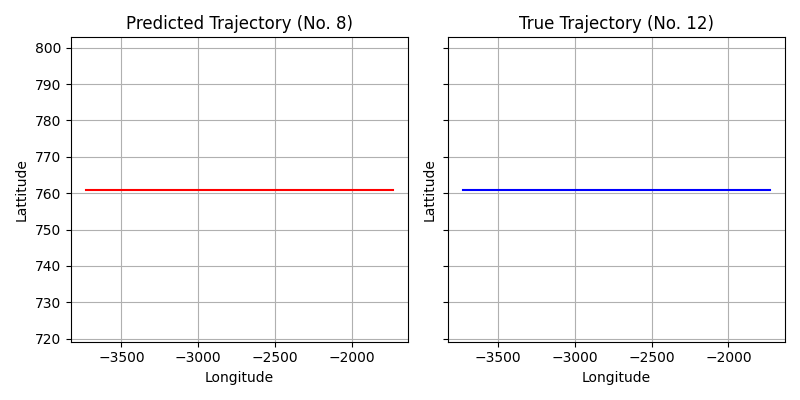 Predicted Trajectory (No. 8)
True Trajectory (No. 12)
800
790
780
770
760
750
740
730
720
Lattitude
Lattitude
−3500 −3000 −2500 −2000
−3500 −3000 −2500 −2000
Longitude
Longitude